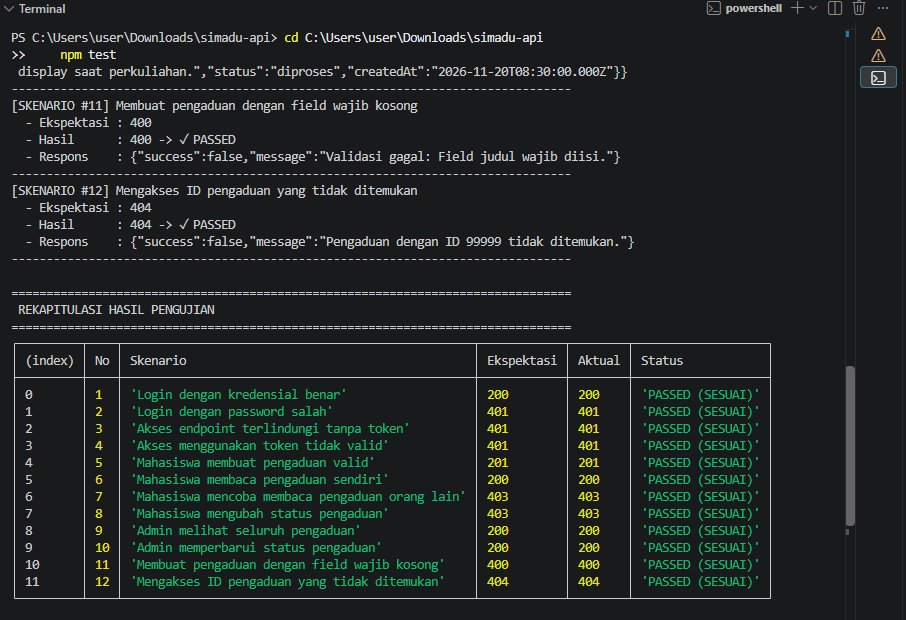 Terminal
powershell
PS C:\Users\user\Downloads\simadu-api> cd C:\Users\user\Downloads\simadu-api
>> npm test
display saat perkuliahan.","status":"diproses","createdAt":"2026-11-20T08:30:00.000Z"}}
--------------------------------------------------------------------------------
[SKENARIO #11] Membuat pengaduan dengan field wajib kosong
- Ekspektasi : 400
- Hasil : 400 -> ✓ PASSED
- Respons : {"success":false,"message":"Validasi gagal: Field judul wajib diisi."}
--------------------------------------------------------------------------------
[SKENARIO #12] Mengakses ID pengaduan yang tidak ditemukan
- Ekspektasi : 404
- Hasil : 404 -> ✓ PASSED
- Respons : {"success":false,"message":"Pengaduan dengan ID 99999 tidak ditemukan."}
--------------------------------------------------------------------------------
================================================================================
REKAPITULASI HASIL PENGUJIAN
================================================================================
(index) No Skenario Ekspektasi Aktual Status
0 1 'Login dengan kredensial benar' 200 200 'PASSED (SESUAI)'
1 2 'Login dengan password salah' 401 401 'PASSED (SESUAI)'
2 3 'Akses endpoint terlindungi tanpa token' 401 401 'PASSED (SESUAI)'
3 4 'Akses menggunakan token tidak valid' 401 401 'PASSED (SESUAI)'
4 5 'Mahasiswa membuat pengaduan valid' 201 201 'PASSED (SESUAI)'
5 6 'Mahasiswa membaca pengaduan sendiri' 200 200 'PASSED (SESUAI)'
6 7 'Mahasiswa mencoba membaca pengaduan orang lain' 403 403 'PASSED (SESUAI)'
7 8 'Mahasiswa mengubah status pengaduan' 403 403 'PASSED (SESUAI)'
8 9 'Admin melihat seluruh pengaduan' 200 200 'PASSED (SESUAI)'
9 10 'Admin memperbarui status pengaduan' 200 200 'PASSED (SESUAI)'
10 11 'Membuat pengaduan dengan field wajib kosong' 400 400 'PASSED (SESUAI)'
11 12 'Mengakses ID pengaduan yang tidak ditemukan' 404 404 'PASSED (SESUAI)'